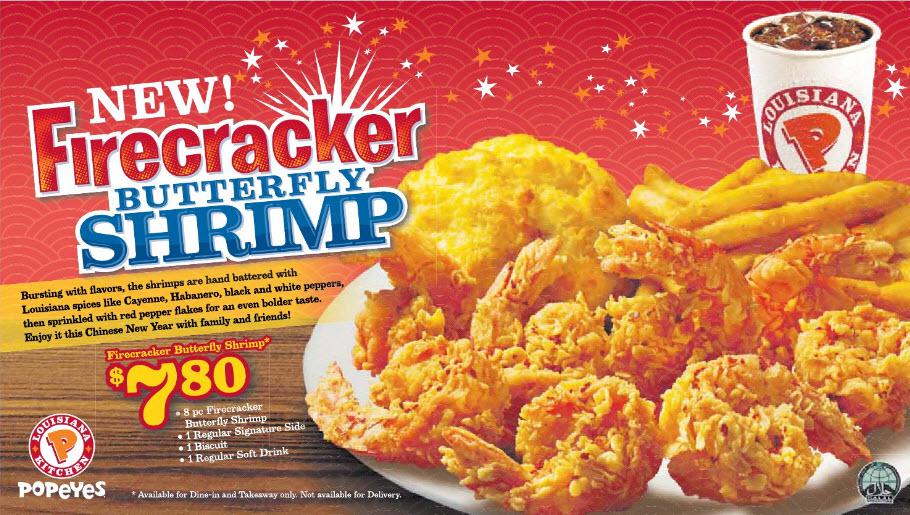 NEW!
Firecracker
BUTTERFLY
SHRIMP
Bursting with flavors, the shrimps are hand battered with
Louisiana spices like Cayenne, Habanero, black and white peppers,
then sprinkled with red pepper flakes for an even bolder taste.
Enjoy it this Chinese New Year with family and friends!
Firecracker Butterfly Shrimp*
$7 80
• 8 pc Firecracker
Butterfly Shrimp
• 1 Regular Signature Side
• 1 Biscuit
• 1 Regular Soft Drink
LOUISIANA
P
KITCHEN
POPEYES
* Available for Dine-in and Takeaway only. Not available for Delivery.
LOUISIANA
P
N